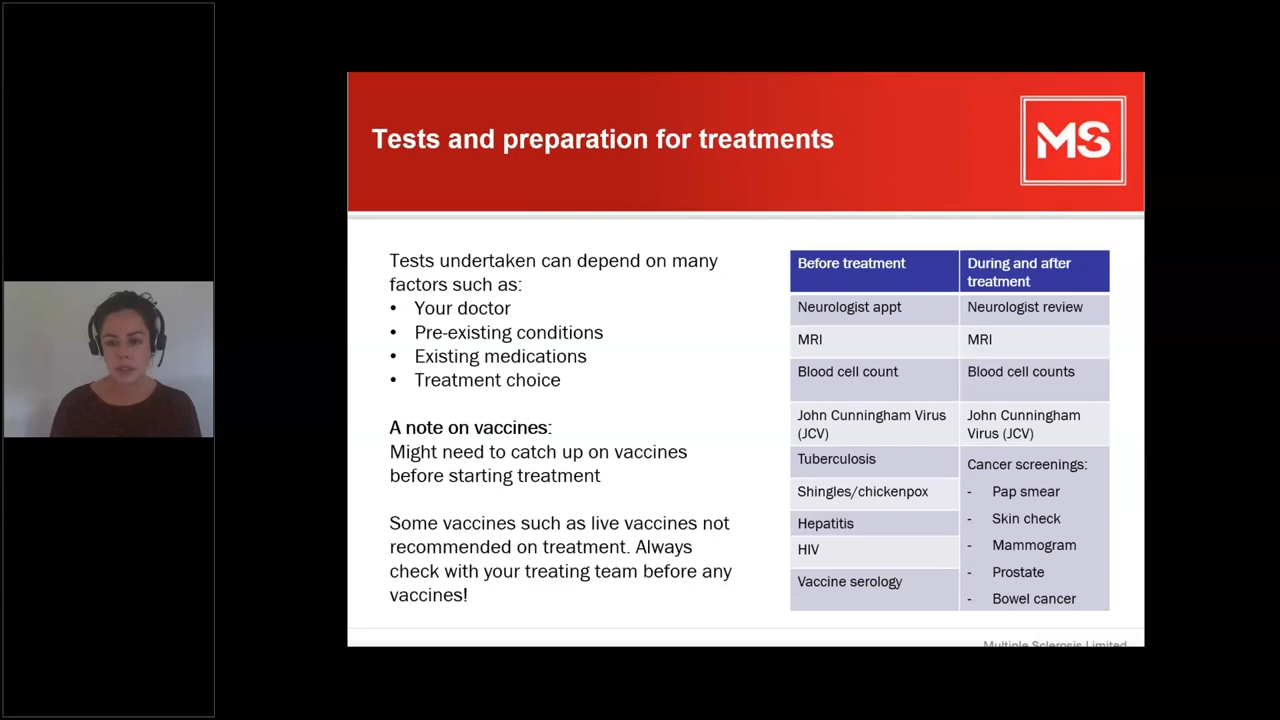 Tests and preparation for treatments
MS
Tests undertaken can depend on many
factors such as:
• Your doctor
• Pre-existing conditions
• Existing medications
• Treatment choice
A note on vaccines:
Might need to catch up on vaccines
before starting treatment
Some vaccines such as live vaccines not
recommended on treatment. Always
check with your treating team before any
vaccines!
Before treatment
During and after
treatment
Neurologist appt
Neurologist review
MRI
MRI
Blood cell count
Blood cell counts
John Cunningham Virus
(JCV)
John Cunningham
Virus (JCV)
Tuberculosis
Shingles/chickenpox
Hepatitis
HIV
Vaccine serology
Cancer screenings:
- Pap smear
- Skin check
- Mammogram
- Prostate
- Bowel cancer
Multiple Sclerosis Limited